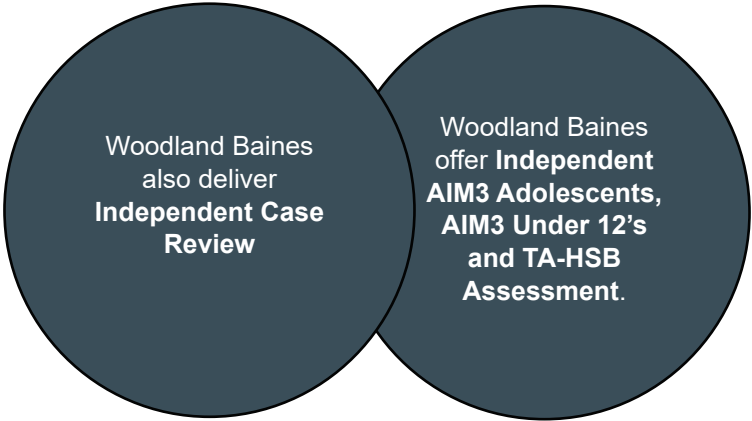 Woodland Baines
also deliver
Independent Case
Review
Woodland Baines
offer Independent
AIM3 Adolescents,
AIM3 Under 12’s
and TA-HSB
Assessment.